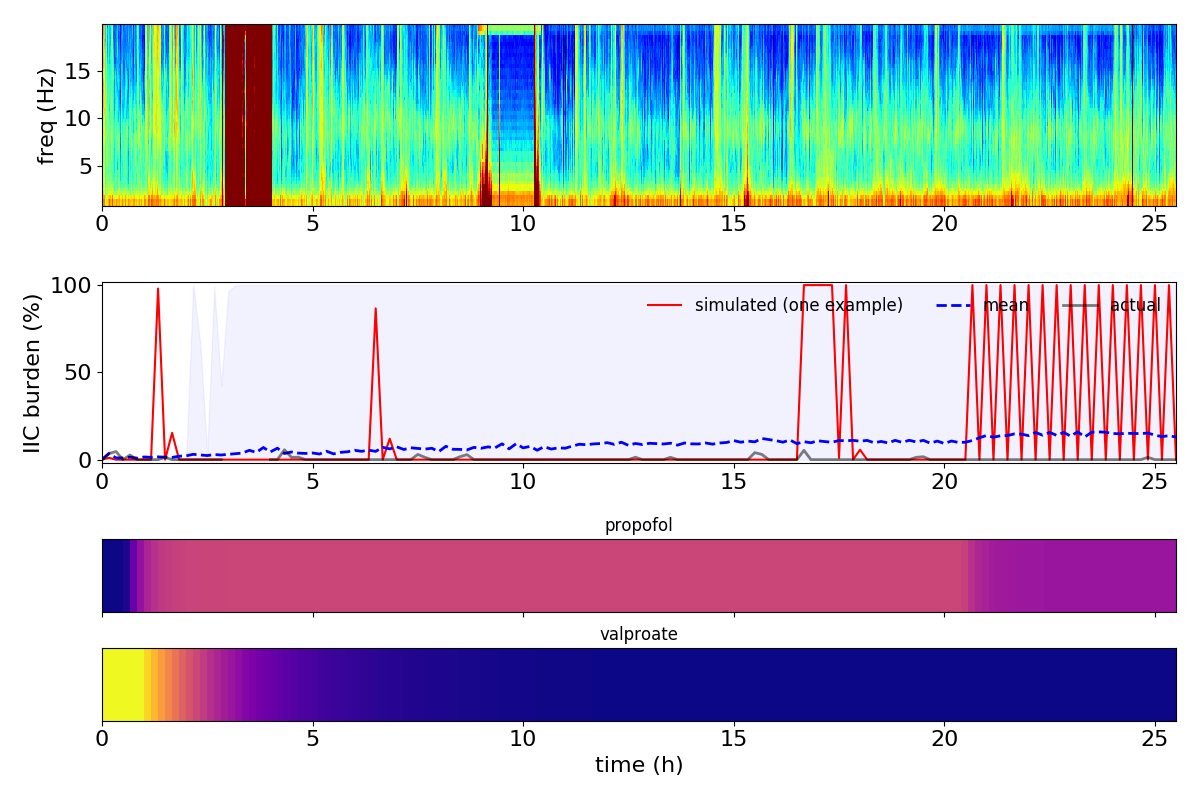 freq (Hz)
15
10
5
0 5 10 15 20 25
IIC burden (%)
100
50
0
simulated (one example) mean actual
0 5 10 15 20 25
propofol
valproate
0 5 10 15 20 25
time (h)